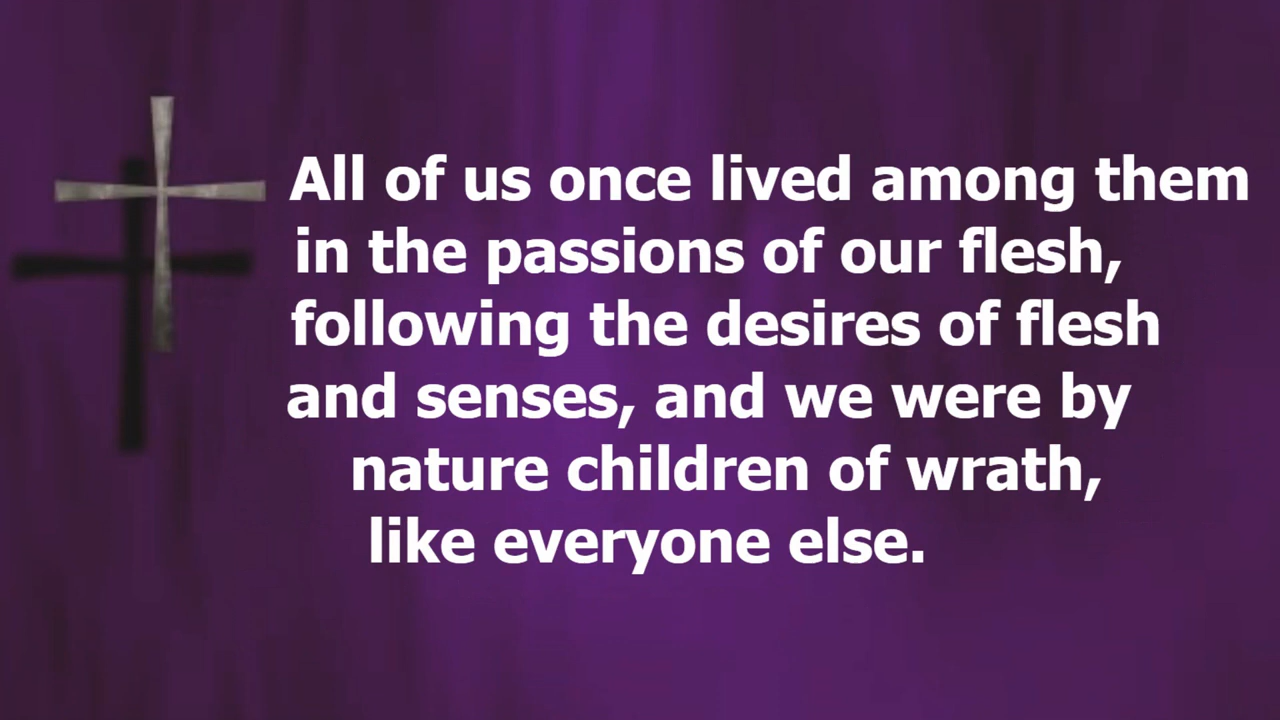 All of us once lived among them
in the passions of our flesh,
following the desires of flesh
and senses, and we were by
nature children of wrath,
like everyone else.